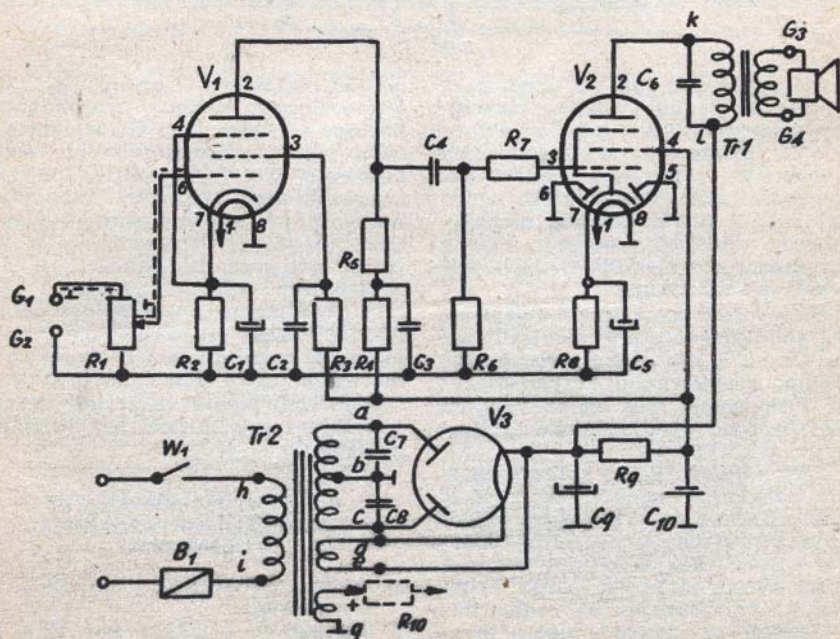 k
G3
V1
2
V2
2
C6
4
3
C4
R7
3
4
6
6
5
l
Tr1
G4
7
1
8
7
1
8
R5
G1
G2
R1
R2
C1
C2
R3
R4
C3
R6
R8
C5
a
V3
Tr2
C7
W1
b
h
R9
c
C8
C9
C10
d
B1
i
e
+
R10
g